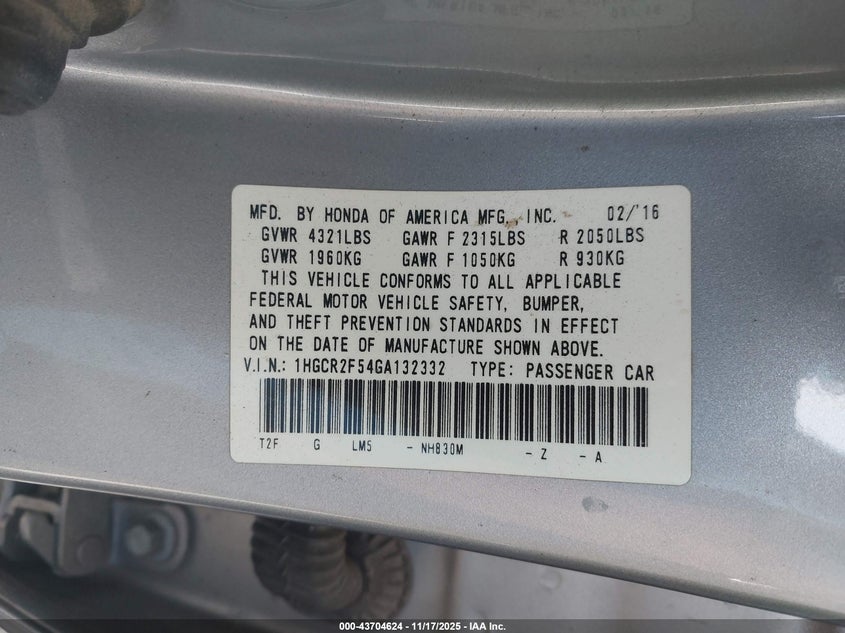 MFD. BY HONDA OF AMERICA MFG., INC. 02/'16
GVWR 4321LBS GAWR F 2315LBS R 2050LBS
GVWR 1960KG GAWR F 1050KG R 930KG
THIS VEHICLE CONFORMS TO ALL APPLICABLE
FEDERAL MOTOR VEHICLE SAFETY, BUMPER,
AND THEFT PREVENTION STANDARDS IN EFFECT
ON THE DATE OF MANUFACTURE SHOWN ABOVE.
V.I.N.: 1HGCR2F54GA132332 TYPE: PASSENGER CAR
T2F G LM5 - NH830M - Z - A
000-43704624 | 11/17/2025 - IAA Inc.